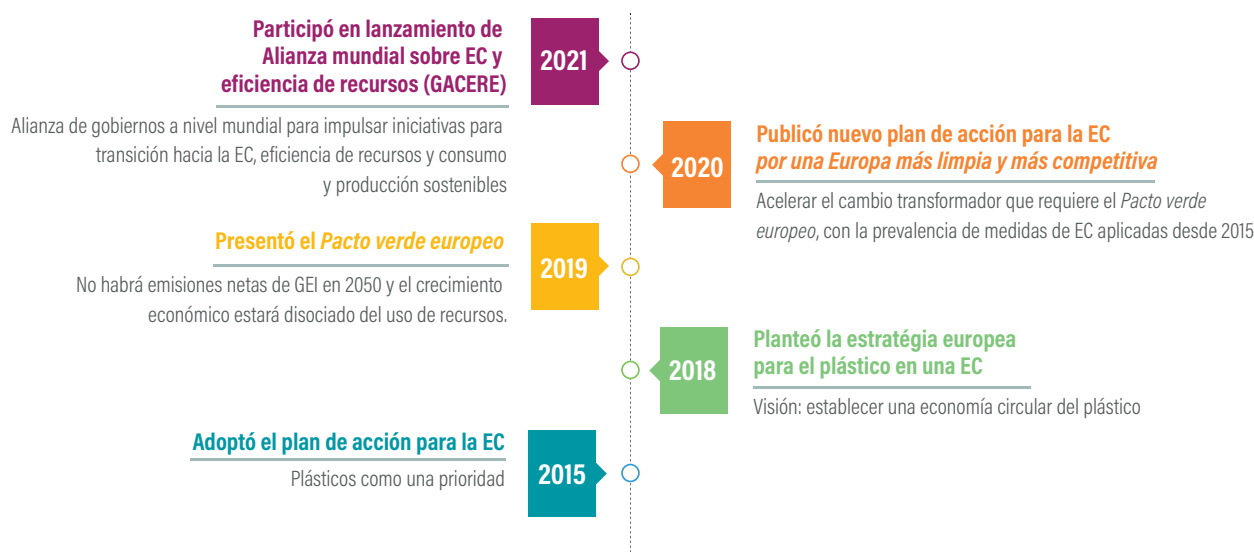 Participó en lanzamiento de
Alianza mundial sobre EC y
eficiencia de recursos (GACERE)
2021
Alianza de gobiernos a nivel mundial para impulsar iniciativas para
transición hacia la EC, eficiencia de recursos y consumo
y producción sostenibles
2020
Publicó nuevo plan de acción para la EC
por una Europa más limpia y más competitiva
Acelerar el cambio transformador que requiere el Pacto verde
europeo, con la prevalencia de medidas de EC aplicadas desde 2015
Presentó el Pacto verde europeo
2019
No habrá emisiones netas de GEI en 2050 y el crecimiento
económico estará disociado del uso de recursos.
2018
Planteó la estratégia europea
para el plástico en una EC
Visión: establecer una economía circular del plástico
Adoptó el plan de acción para la EC
2015
Plásticos como una prioridad